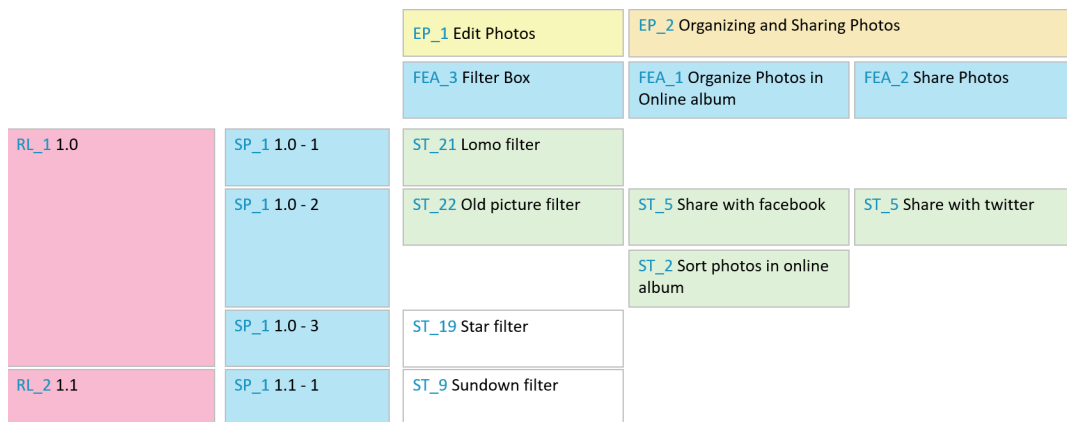 EP_1 Edit Photos
EP_2 Organizing and Sharing Photos
FEA_3 Filter Box
FEA_1 Organize Photos in
Online album
FEA_2 Share Photos
RL_1 1.0
SP_1 1.0 - 1
ST_21 Lomo filter
SP_1 1.0 - 2
ST_22 Old picture filter
ST_5 Share with facebook
ST_5 Share with twitter
ST_2 Sort photos in online
album
SP_1 1.0 - 3
ST_19 Star filter
RL_2 1.1
SP_1 1.1 - 1
ST_9 Sundown filter